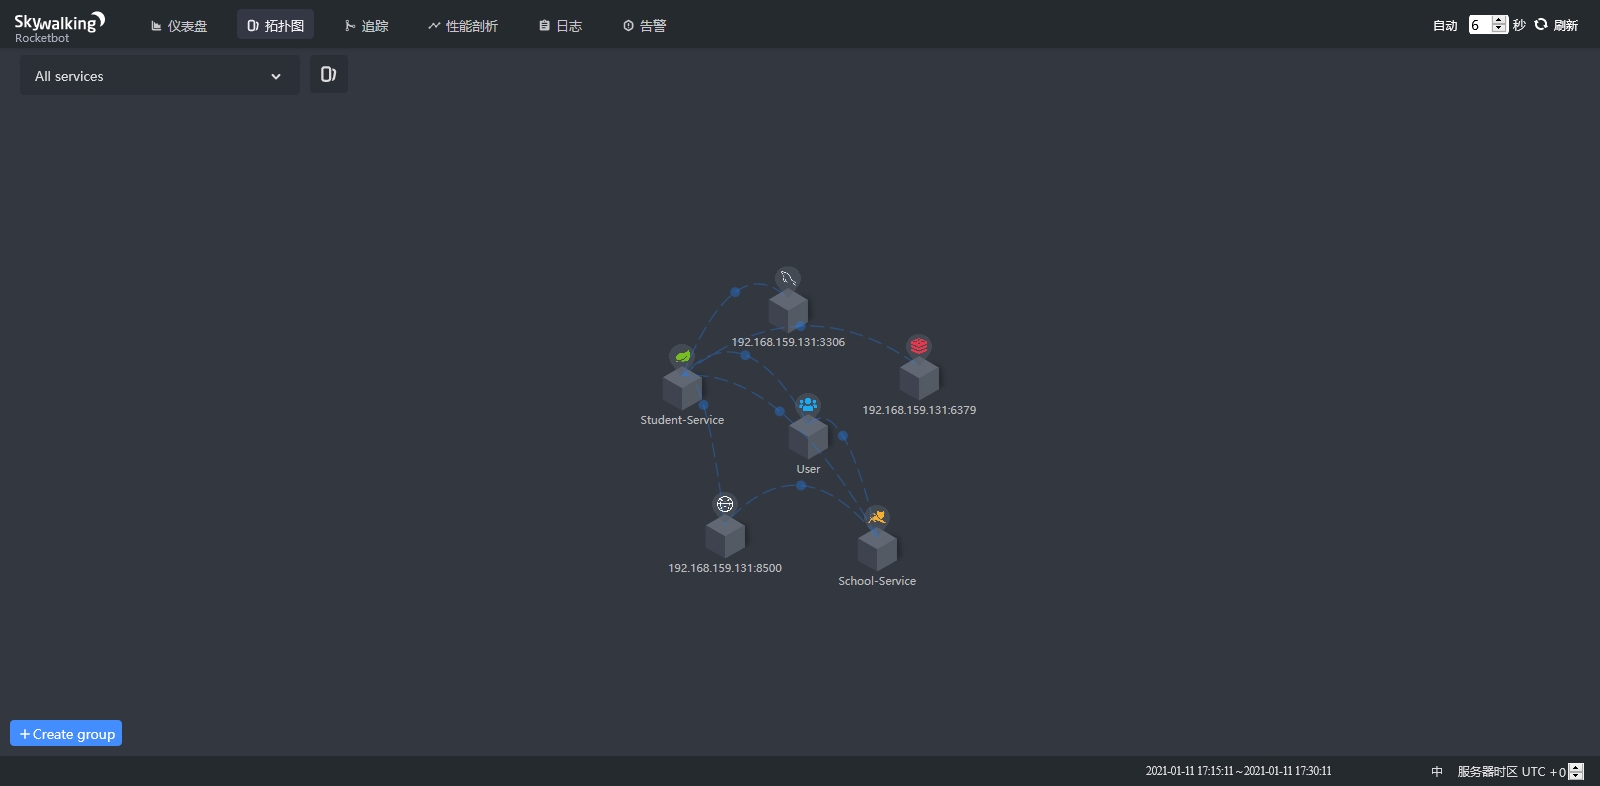 Skywalking
Rocketbot
仪表盘 拓扑图 追踪 性能剖析 日志 告警
自动 6 秒 刷新
All services
192.168.159.131:3306
192.168.159.131:6379
Student-Service
User
192.168.159.131:8500
School-Service
+ Create group
2021-01-11 17:15:11 ~ 2021-01-11 17:30:11 中 服务器时区 UTC + 0